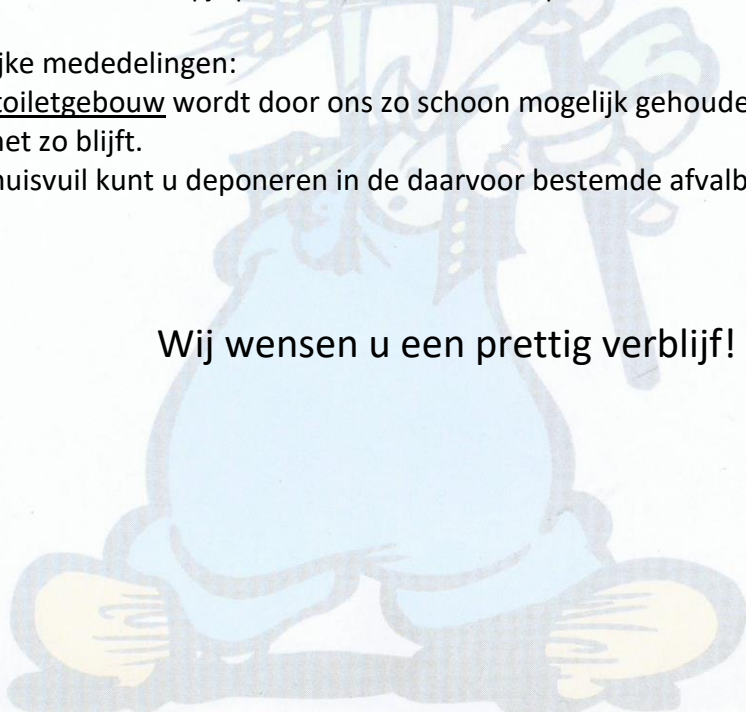 ijke mededelingen:
toiletgebouw wordt door ons zo schoon mogelijk gehoude
het zo blijft.
huisvuil kunt u deponeren in de daarvoor bestemde afvalb
Wij wensen u een prettig verblijf!